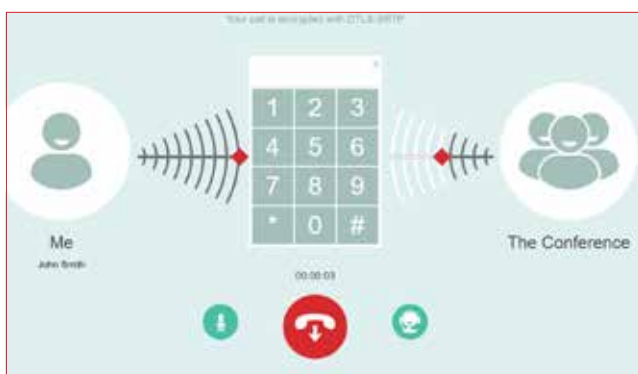 Your call is encrypted with DTLS-SRTP
1 2 3
4 5 6
7 8 9
* 0 #
Me
John Smith
The Conference
00:00:03